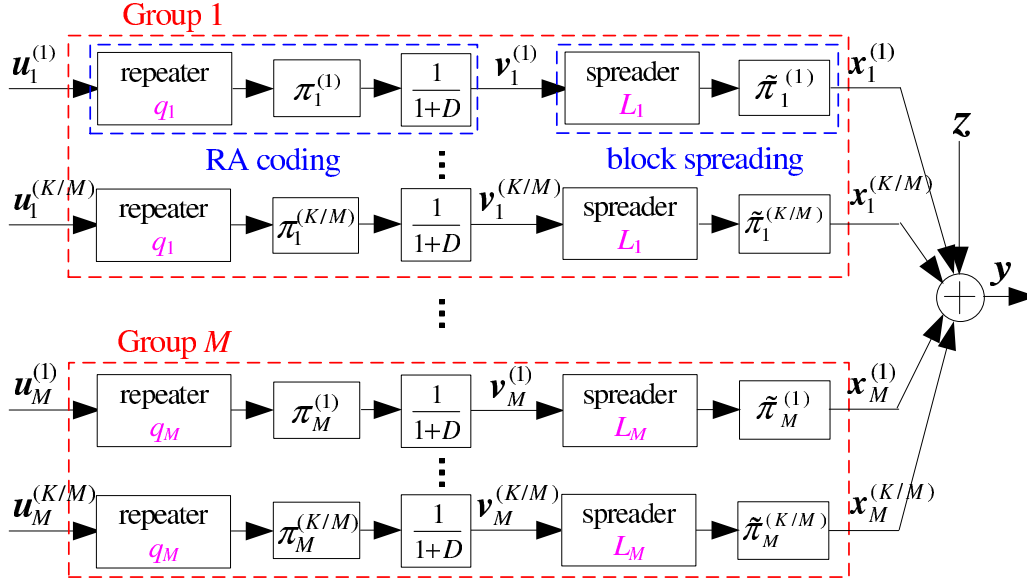 Group 1
u_1^{(1)} repeater q_1 π_1^{(1)} 1/(1+D) v_1^{(1)} spreader L_1 π̃_1^{(1)} x_1^{(1)}
RA coding ⋮ block spreading z
u_1^{(K/M)} repeater q_1 π_1^{(K/M)} 1/(1+D) v_1^{(K/M)} spreader L_1 π̃_1^{(K/M)} x_1^{(K/M)}
⋮ + y
Group M
u_M^{(1)} repeater q_M π_M^{(1)} 1/(1+D) v_M^{(1)} spreader L_M π̃_M^{(1)} x_M^{(1)}
⋮
u_M^{(K/M)} repeater q_M π_M^{(K/M)} 1/(1+D) v_M^{(K/M)} spreader L_M π̃_M^{(K/M)} x_M^{(K/M)}